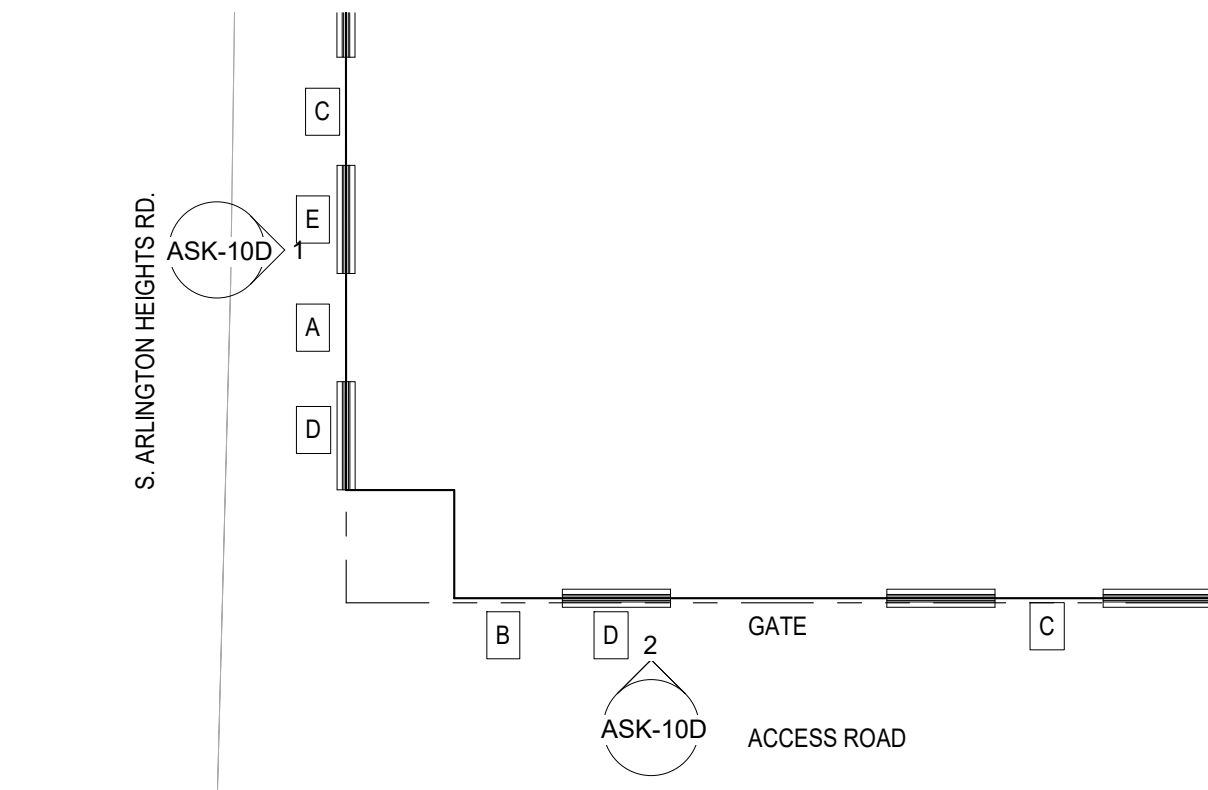 C
E
S. ARLINGTON HEIGHTS RD.
ASK-10D
1
A
D
B
D
2
GATE
C
ASK-10D
ACCESS ROAD